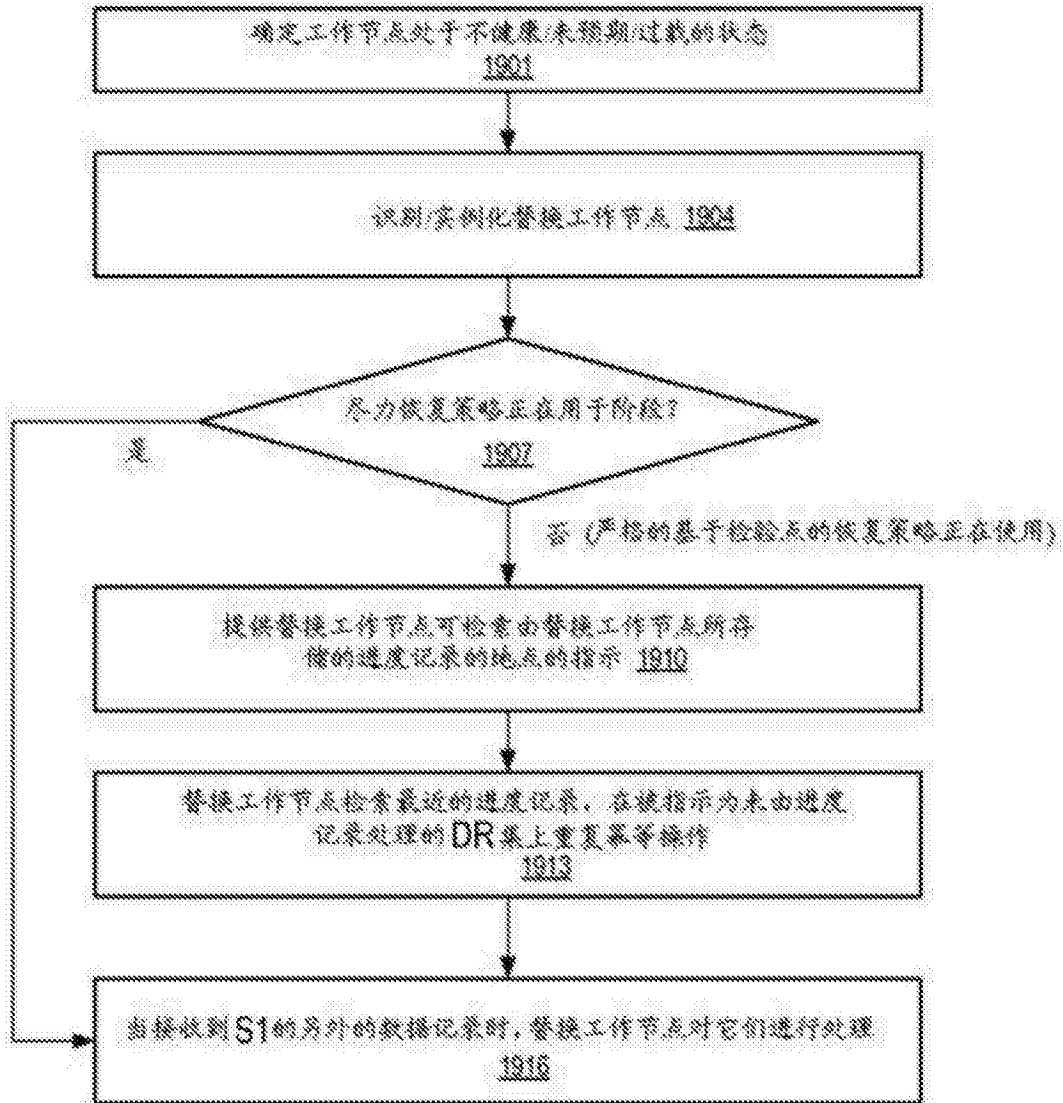 确定工作节点处于不健康/未预期/过载的状态
1901
识别/实例化替换工作节点 1904
尽力恢复策略正在用于阶段？
1907
是
否 (严格的基于检验点的恢复策略正在使用)
提供替换工作节点可检索由替换工作节点所存
储的进度记录的地点的指示 1910
替换工作节点检索最近的进度记录，在被指示为未由进度
记录处理的DR集上重复幂等操作
1913
当接收到S1的另外的数据记录时，替换工作节点对它们进行处理
1916